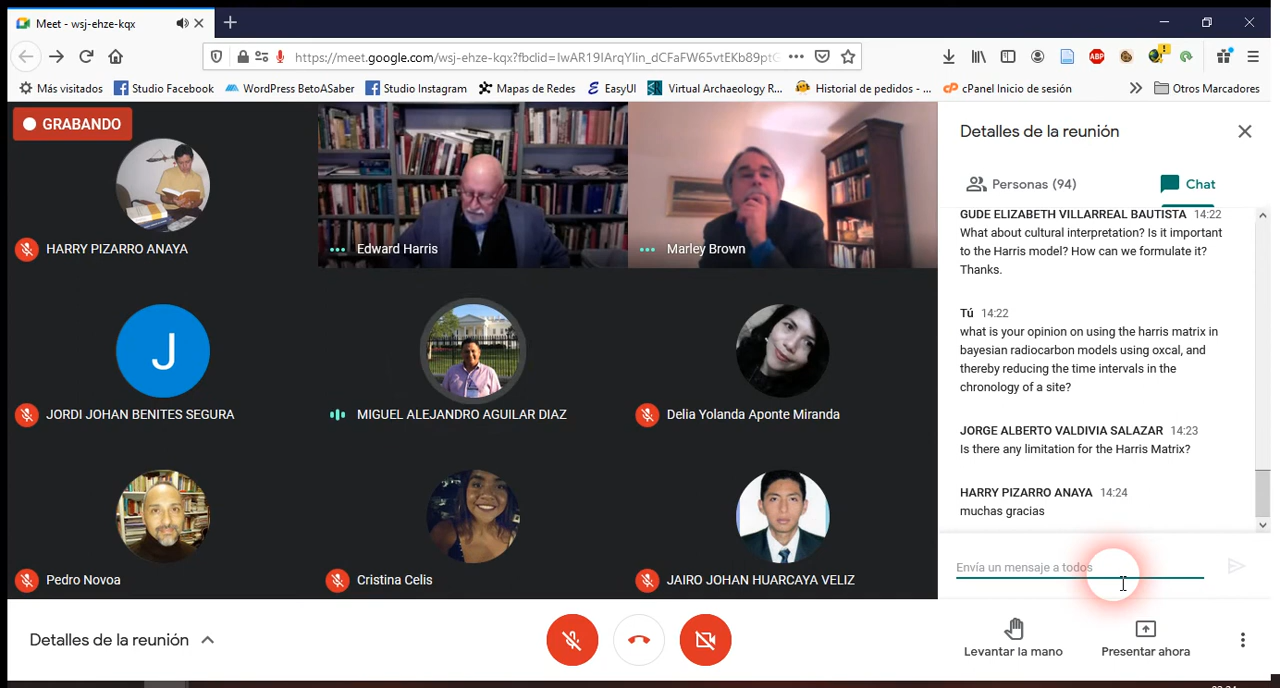 Meet - wsj-ehze-kqx
https://meet.google.com/wsj-ehze-kqx?fbclid=IwAR19IArqYIin_dCFaFW65vtEKb89ptG
ABP
Más visitados
Studio Facebook
WordPress BetoASaber
Studio Instagram
Mapas de Redes
EasyUI
Virtual Archaeology R...
Historial de pedidos - ...
cPanel Inicio de sesión
Otros Marcadores
GRABANDO
HARRY PIZARRO ANAYA
Edward Harris
Marley Brown
J
JORDI JOHAN BENITES SEGURA
MIGUEL ALEJANDRO AGUILAR DIAZ
Delia Yolanda Aponte Miranda
Pedro Novoa
Cristina Celis
JAIRO JOHAN HUARCAYA VELIZ
Detalles de la reunión
Personas (94)
Chat
GUDE ELIZABETH VILLARREAL BAUTISTA 14:22
What about cultural interpretation? Is it important
to the Harris model? How can we formulate it?
Thanks.
Tú 14:22
what is your opinion on using the harris matrix in
bayesian radiocarbon models using oxcal, and
thereby reducing the time intervals in the
chronology of a site?
JORGE ALBERTO VALDIVIA SALAZAR 14:23
Is there any limitation for the Harris Matrix?
HARRY PIZARRO ANAYA 14:24
muchas gracias
Envía un mensaje a todos
Detalles de la reunión
Levantar la mano
Presentar ahora